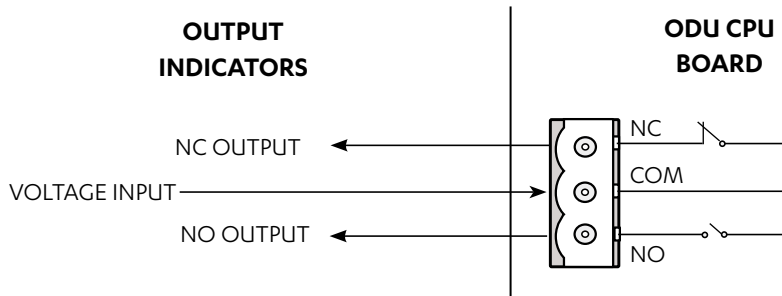 OUTPUT
INDICATORS
ODU CPU
BOARD
NC OUTPUT
NC
VOLTAGE INPUT
COM
NO OUTPUT
NO